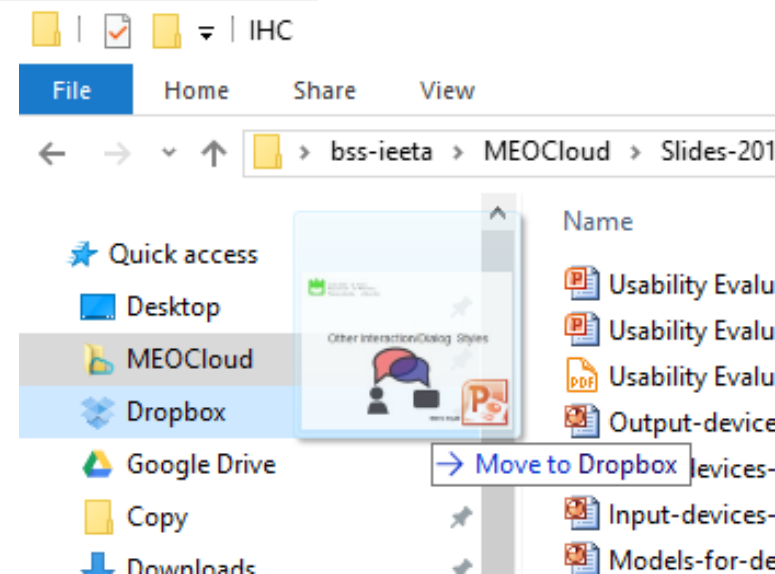 IHC
File Home Share View
bss-ieeta MEOCloud Slides-201
Name
Quick access
Desktop
MEOCloud
Dropbox
Google Drive
Copy
Downloads
Other Interaction/Dialog Styles
P
Move to Dropbox
Usability Evalu
Usability Evalu
PDF Usability Evalu
Output-device
levices-
Input-devices-
Models-for-de